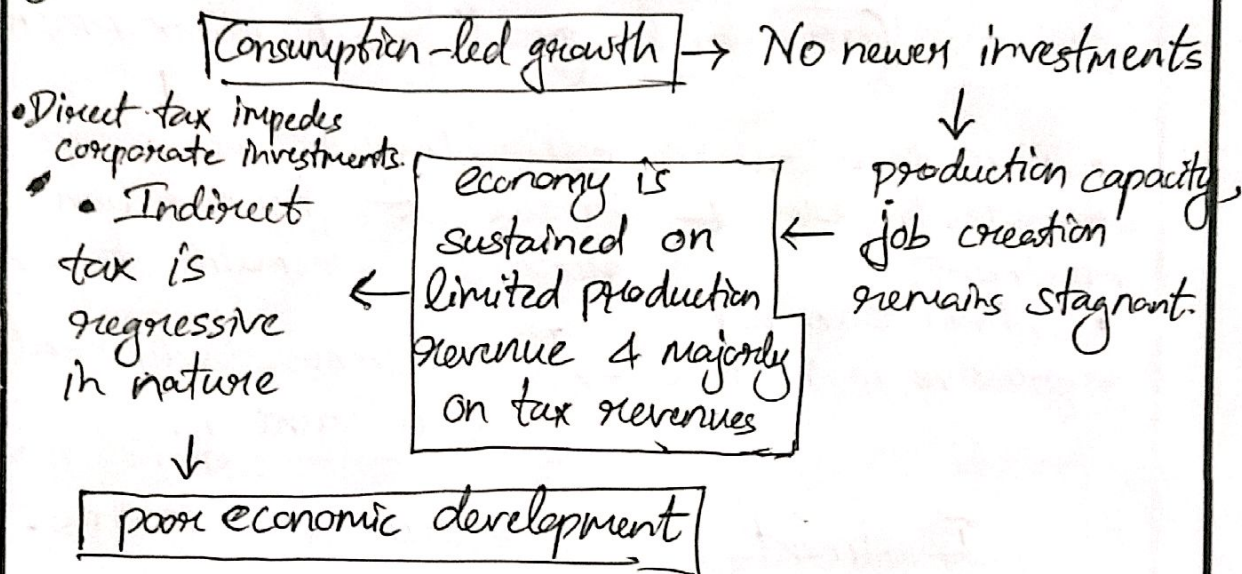 Consumption-led growth → No newer investments
↓
production capacity,
job creation
remains stagnant.
←
economy is
sustained on
limited production
revenue & majorly
on tax revenues
←
• Direct tax impedes
corporate investments.
• Indirect
tax is
regressive
in nature
↓
poor economic development